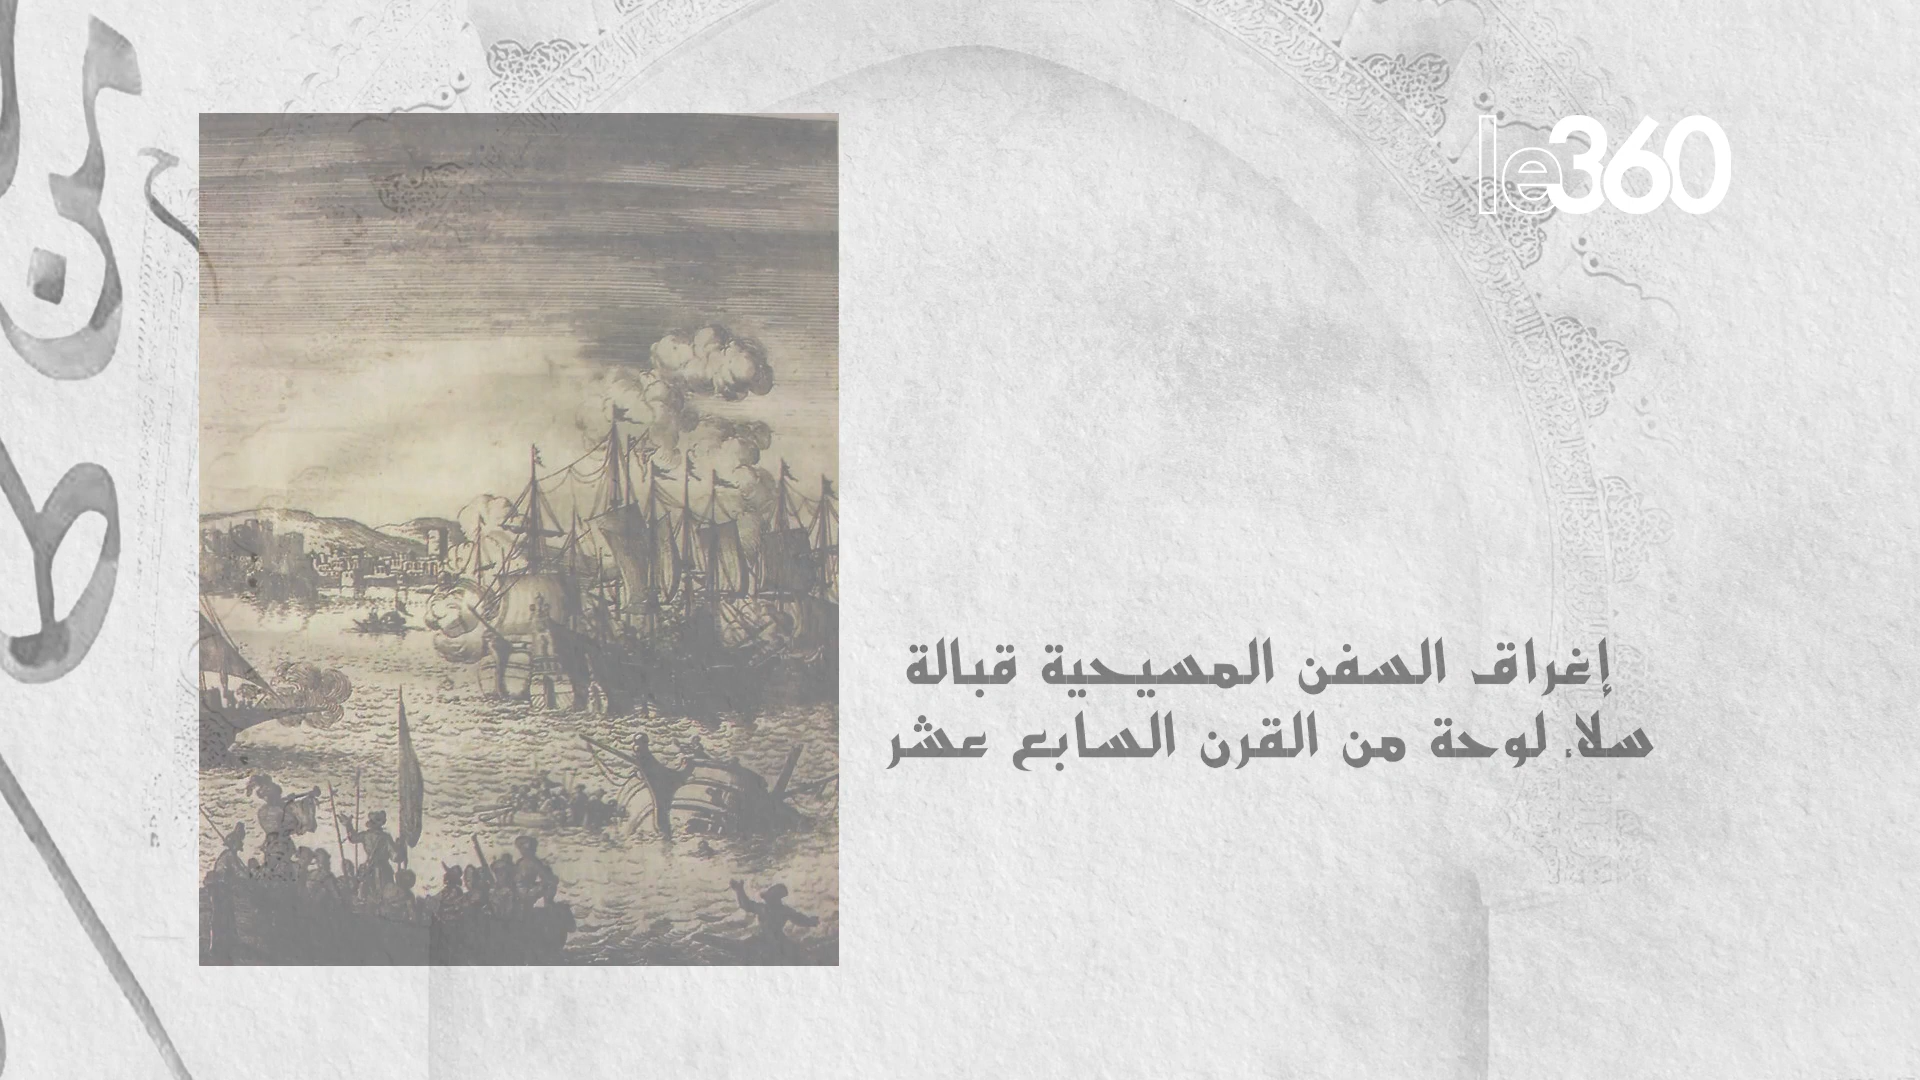 le360
إغراق السفن المسيحية قبالة
سلا، لوحة من القرن السابع عشر